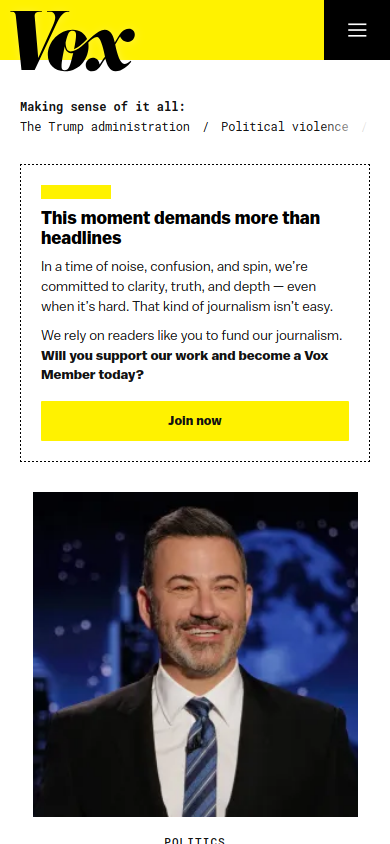 Vox
Making sense of it all:
The Trump administration / Political violence /
This moment demands more than
headlines
In a time of noise, confusion, and spin, we’re
committed to clarity, truth, and depth — even
when it’s hard. That kind of journalism isn’t easy.
We rely on readers like you to fund our journalism.
Will you support our work and become a Vox
Member today?
Join now
POLITICS